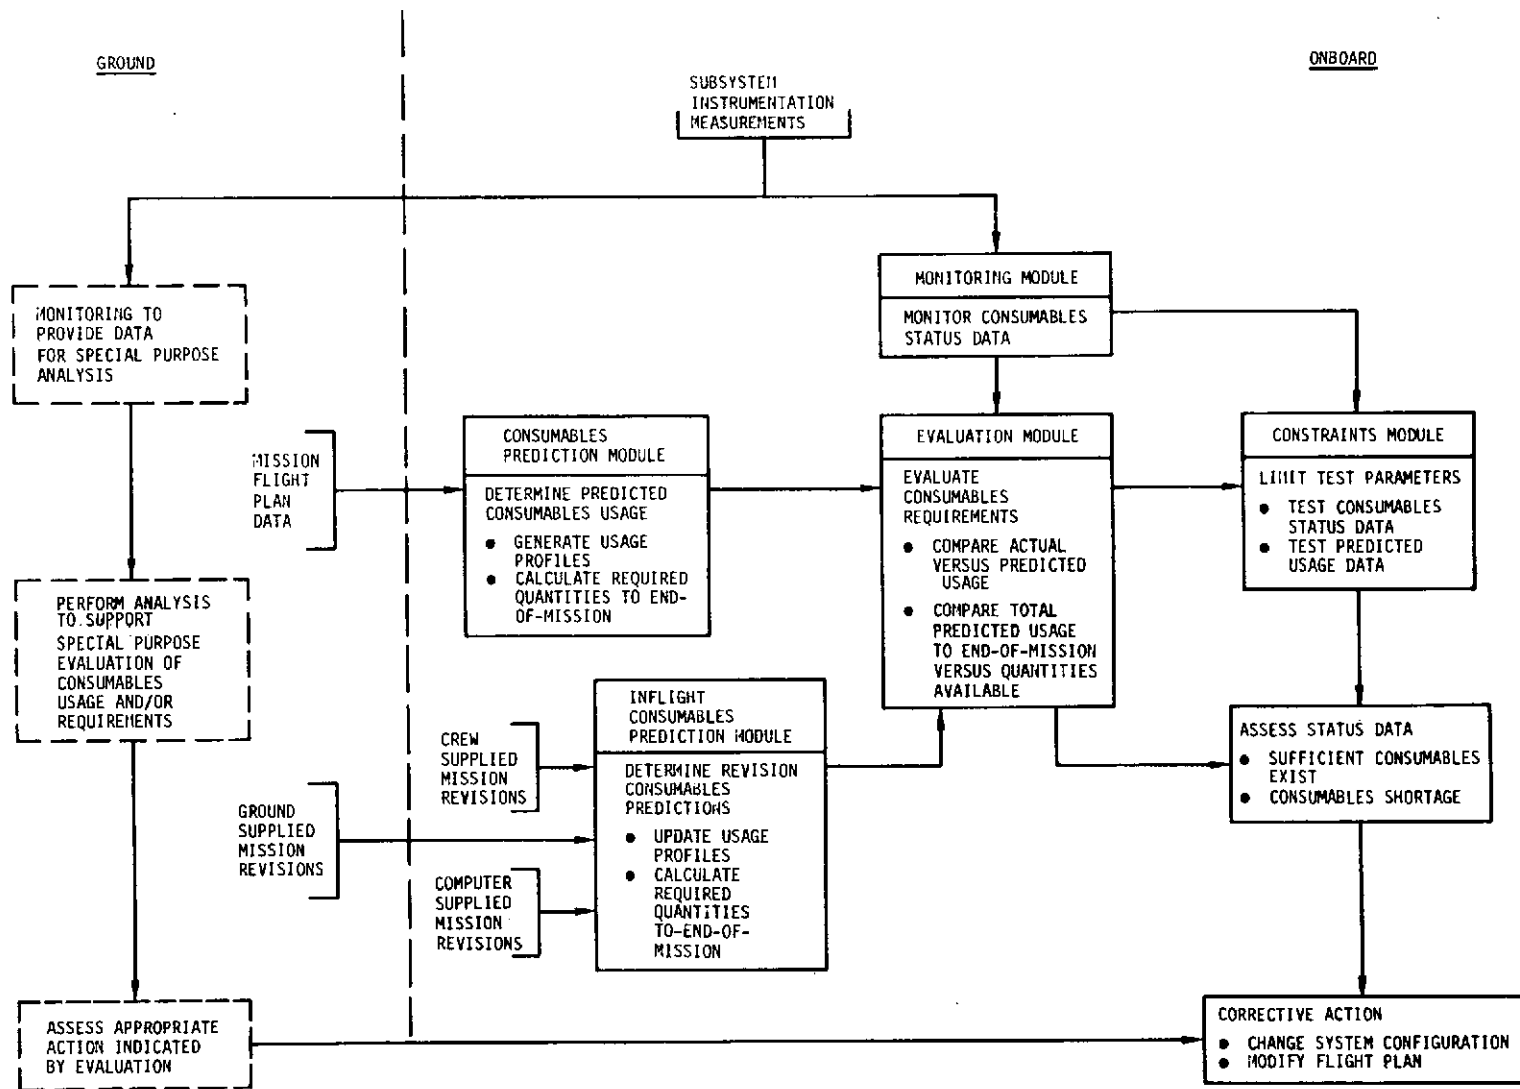 GROUND
ONBOARD
SUBSYSTEM
INSTRUMENTATION
MEASUREMENTS
MONITORING TO
PROVIDE DATA
FOR SPECIAL PURPOSE
ANALYSIS
MONITORING MODULE
MONITOR CONSUMABLES
STATUS DATA
MISSION
FLIGHT
PLAN
DATA
CONSUMABLES
PREDICTION MODULE
DETERMINE PREDICTED
CONSUMABLES USAGE
● GENERATE USAGE
PROFILES
● CALCULATE REQUIRED
QUANTITIES TO END-
OF-MISSION
EVALUATION MODULE
EVALUATE
CONSUMABLES
REQUIREMENTS
● COMPARE ACTUAL
VERSUS PREDICTED
USAGE
● COMPARE TOTAL
PREDICTED USAGE
TO END-OF-MISSION
VERSUS QUANTITIES
AVAILABLE
CONSTRAINTS MODULE
LIMIT TEST PARAMETERS
● TEST CONSUMABLES
STATUS DATA
● TEST PREDICTED
USAGE DATA
PERFORM ANALYSIS
TO SUPPORT
SPECIAL PURPOSE
EVALUATION OF
CONSUMABLES
USAGE AND/OR
REQUIREMENTS
CREW
SUPPLIED
MISSION
REVISIONS
GROUND
SUPPLIED
MISSION
REVISIONS
COMPUTER
SUPPLIED
MISSION
REVISIONS
INFLIGHT
CONSUMABLES
PREDICTION MODULE
DETERMINE REVISION
CONSUMABLES
PREDICTIONS
● UPDATE USAGE
PROFILES
● CALCULATE
REQUIRED
QUANTITIES
TO-END-OF-
MISSION
ASSESS STATUS DATA
● SUFFICIENT CONSUMABLES
EXIST
● CONSUMABLES SHORTAGE
ASSESS APPROPRIATE
ACTION INDICATED
BY EVALUATION
CORRECTIVE ACTION
● CHANGE SYSTEM CONFIGURATION
● MODIFY FLIGHT PLAN